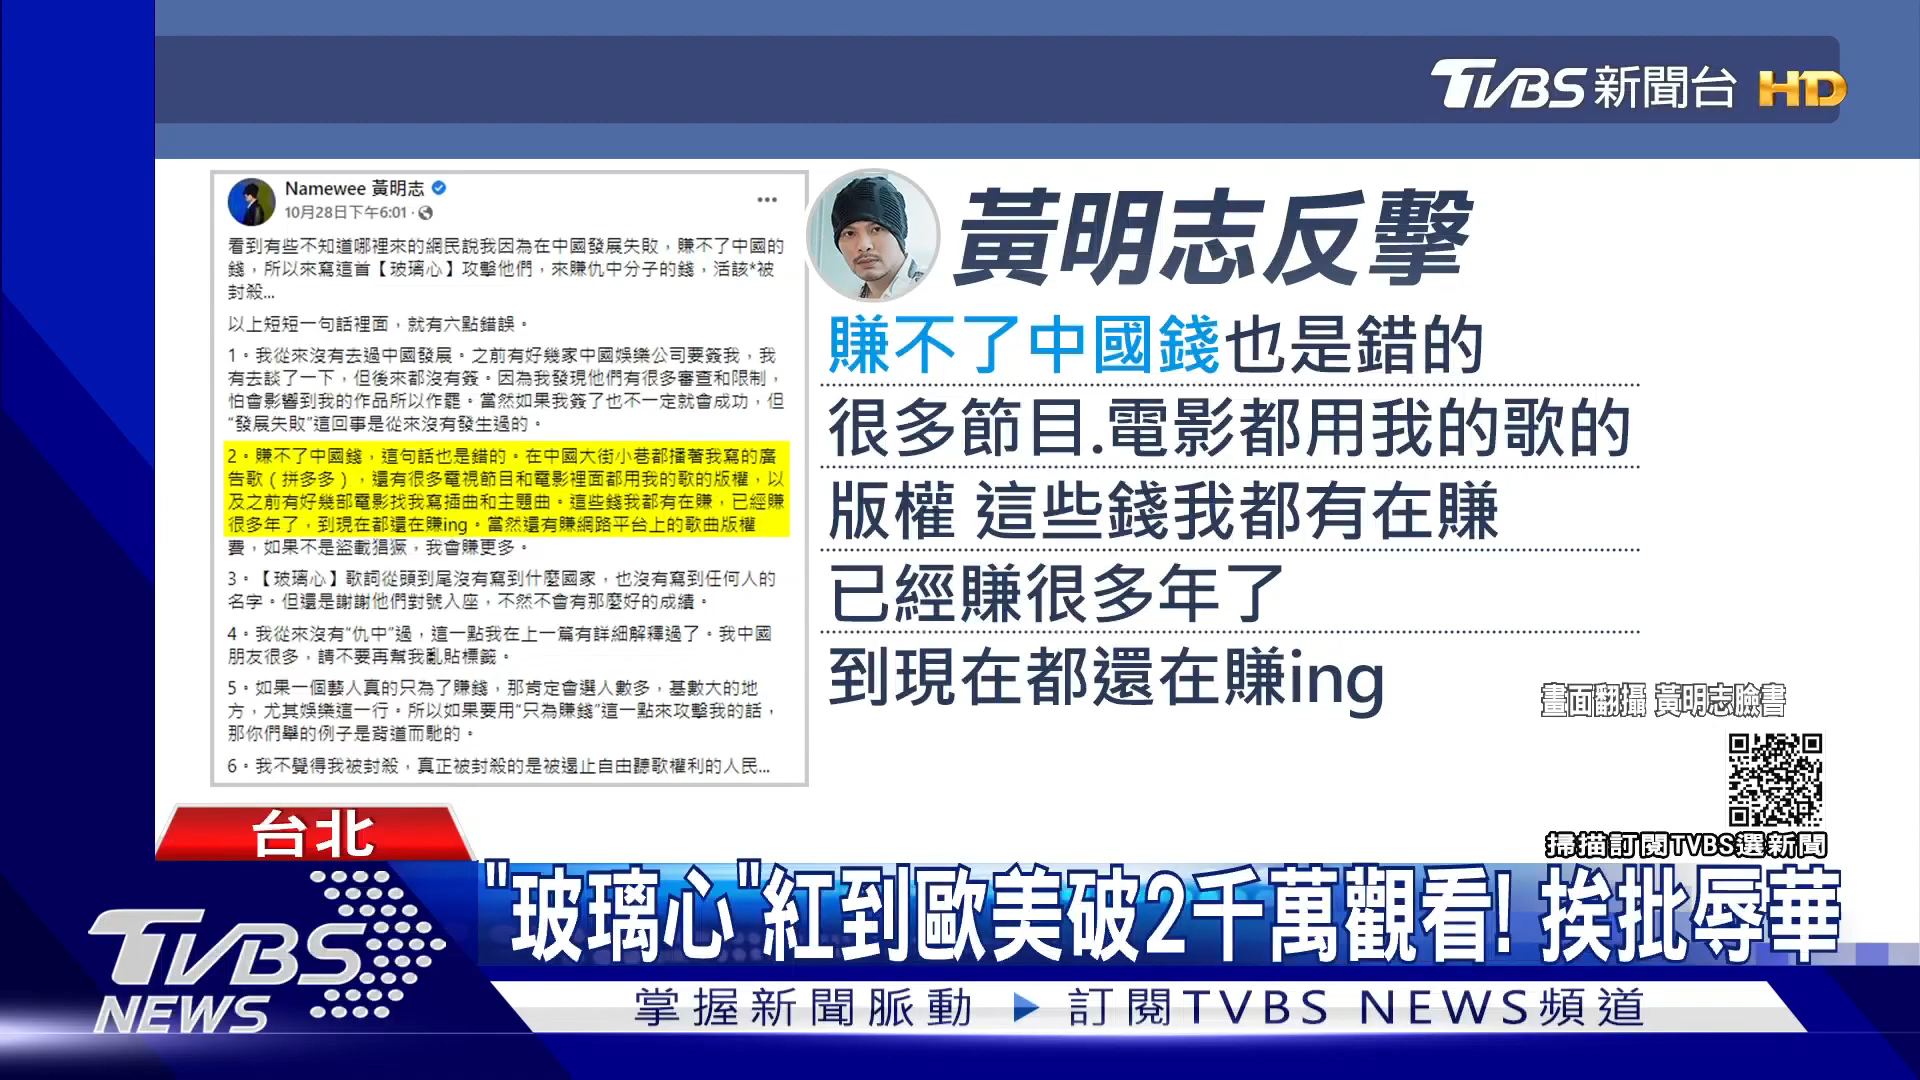 TVBS新聞台 HD
Namewee 黃明志
10月28日下午6:01 ·
看到有些不知道哪裡來的網民說我因為在中國發展失敗，賺不了中國的
錢，所以來寫這首【玻璃心】攻擊他們，來賺仇中分子的錢，活該*被
封殺...
以上短短一句話裡面，就有六點錯誤。
1。我從來沒有去過中國發展。之前有好幾家中國娛樂公司要簽我，我
有去談了一下，但後來都沒有簽。因為我發現他們有很多審查和限制，
怕會影響到我的作品所以作罷。當然如果我簽了也不一定就會成功，但
“發展失敗”這回事是從來沒有發生過的。
2。賺不了中國錢，這句話也是錯的。在中國大街小巷都播著我寫的廣
告歌（拼多多），還有很多電視節目和電影裡面都用我的歌的版權，以
及之前有好幾部電影找我寫插曲和主題曲。這些錢我都有在賺，已經賺
很多年了，到現在都還在賺ing。當然還有賺網路平台上的歌曲版權
費，如果不是盜載猖獗，我會賺更多。
3。【玻璃心】歌詞從頭到尾沒有寫到什麼國家，也沒有寫到任何人的
名字。但還是謝謝他們對號入座，不然不會有那麼好的成績。
4。我從來沒有“仇中”過，這一點我在上一篇有詳細解釋過了。我中國
朋友很多，請不要再幫我亂貼標籤。
5。如果一個藝人真的只為了賺錢，那肯定會選人數多，基數大的地
方，尤其娛樂這一行。所以如果要用“只為賺錢”這一點來攻擊我的話，
那你們舉的例子是背道而馳的。
6。我不覺得我被封殺，真正被封殺的是被遏止自由聽歌權利的人民...
黃明志反擊
賺不了中國錢也是錯的
很多節目.電影都用我的歌的
版權 這些錢我都有在賺
已經賺很多年了
到現在都還在賺ing
畫面翻攝 黃明志臉書
掃描訂閱TVBS選新聞
台北
"玻璃心"紅到歐美破2千萬觀看! 挨批辱華
TVBS NEWS
掌握新聞脈動 ▶ 訂閱TVBS NEWS頻道